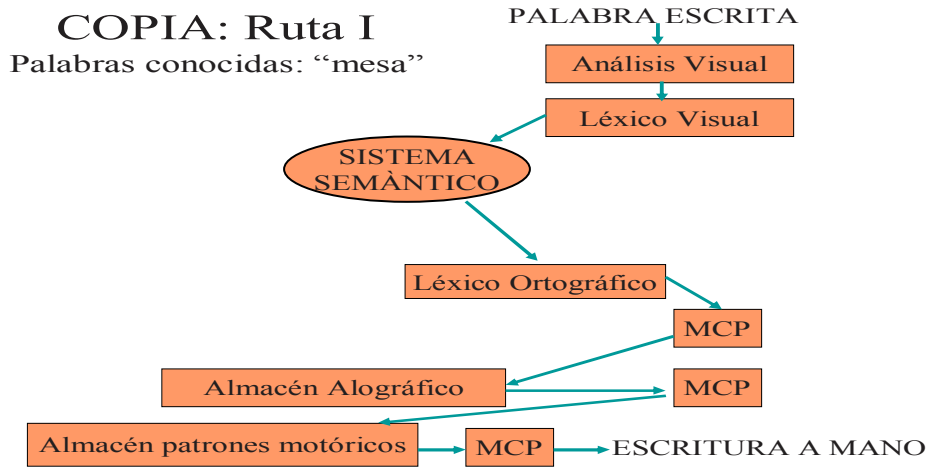 COPIA: Ruta I
Palabras conocidas: “mesa”
PALABRA ESCRITA
Análisis Visual
Léxico Visual
SISTEMA
SEMÀNTICO
Léxico Ortográfico
MCP
Almacén Alográfico
MCP
Almacén patrones motóricos
MCP
ESCRITURA A MANO